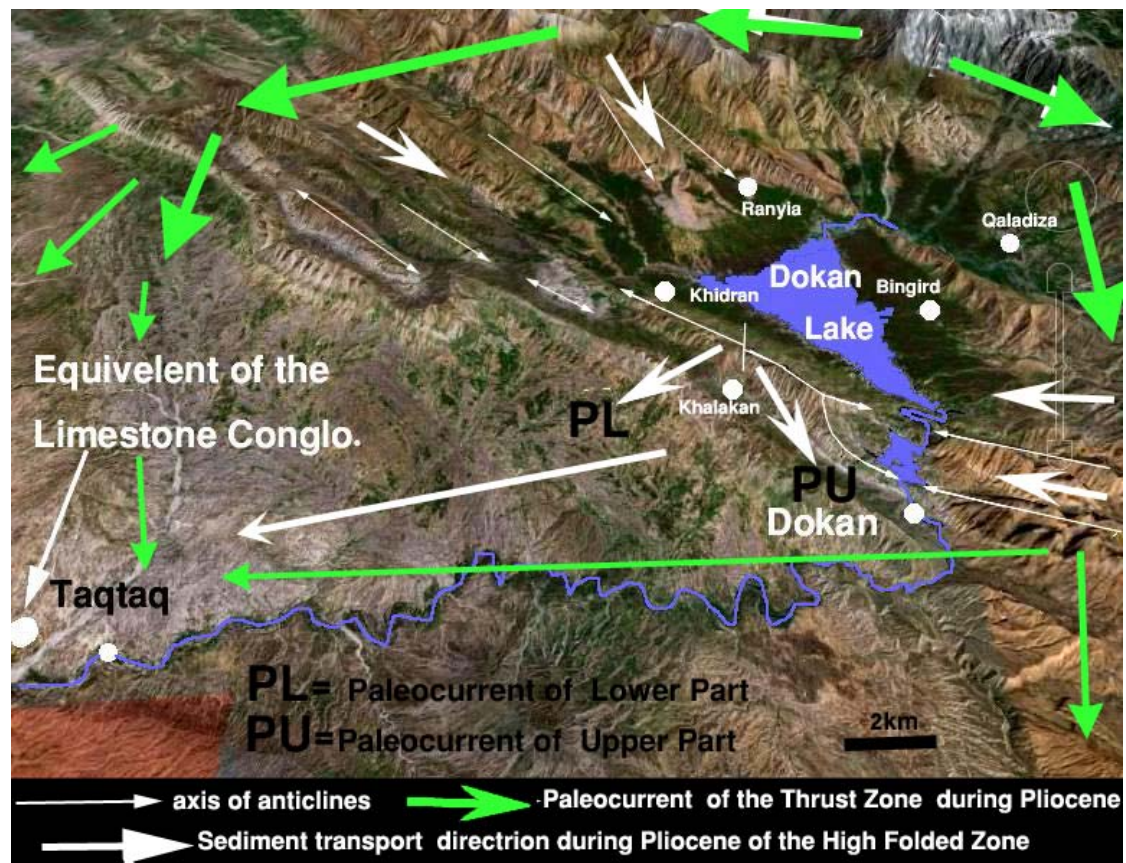 Ranyia
Qaladiza
Dokan
Lake
Khidran
Bingird
Equivelent of the
Limestone Conglo.
PL
Khalakan
PU
Dokan
Taqtaq
PL= Paleocurrent of Lower Part
PU=Paleocurrent of Upper Part
2km
axis of anticlines
Paleocurrent of the Thrust Zone during Pliocene
Sediment transport directrion during Pliocene of the High Folded Zone